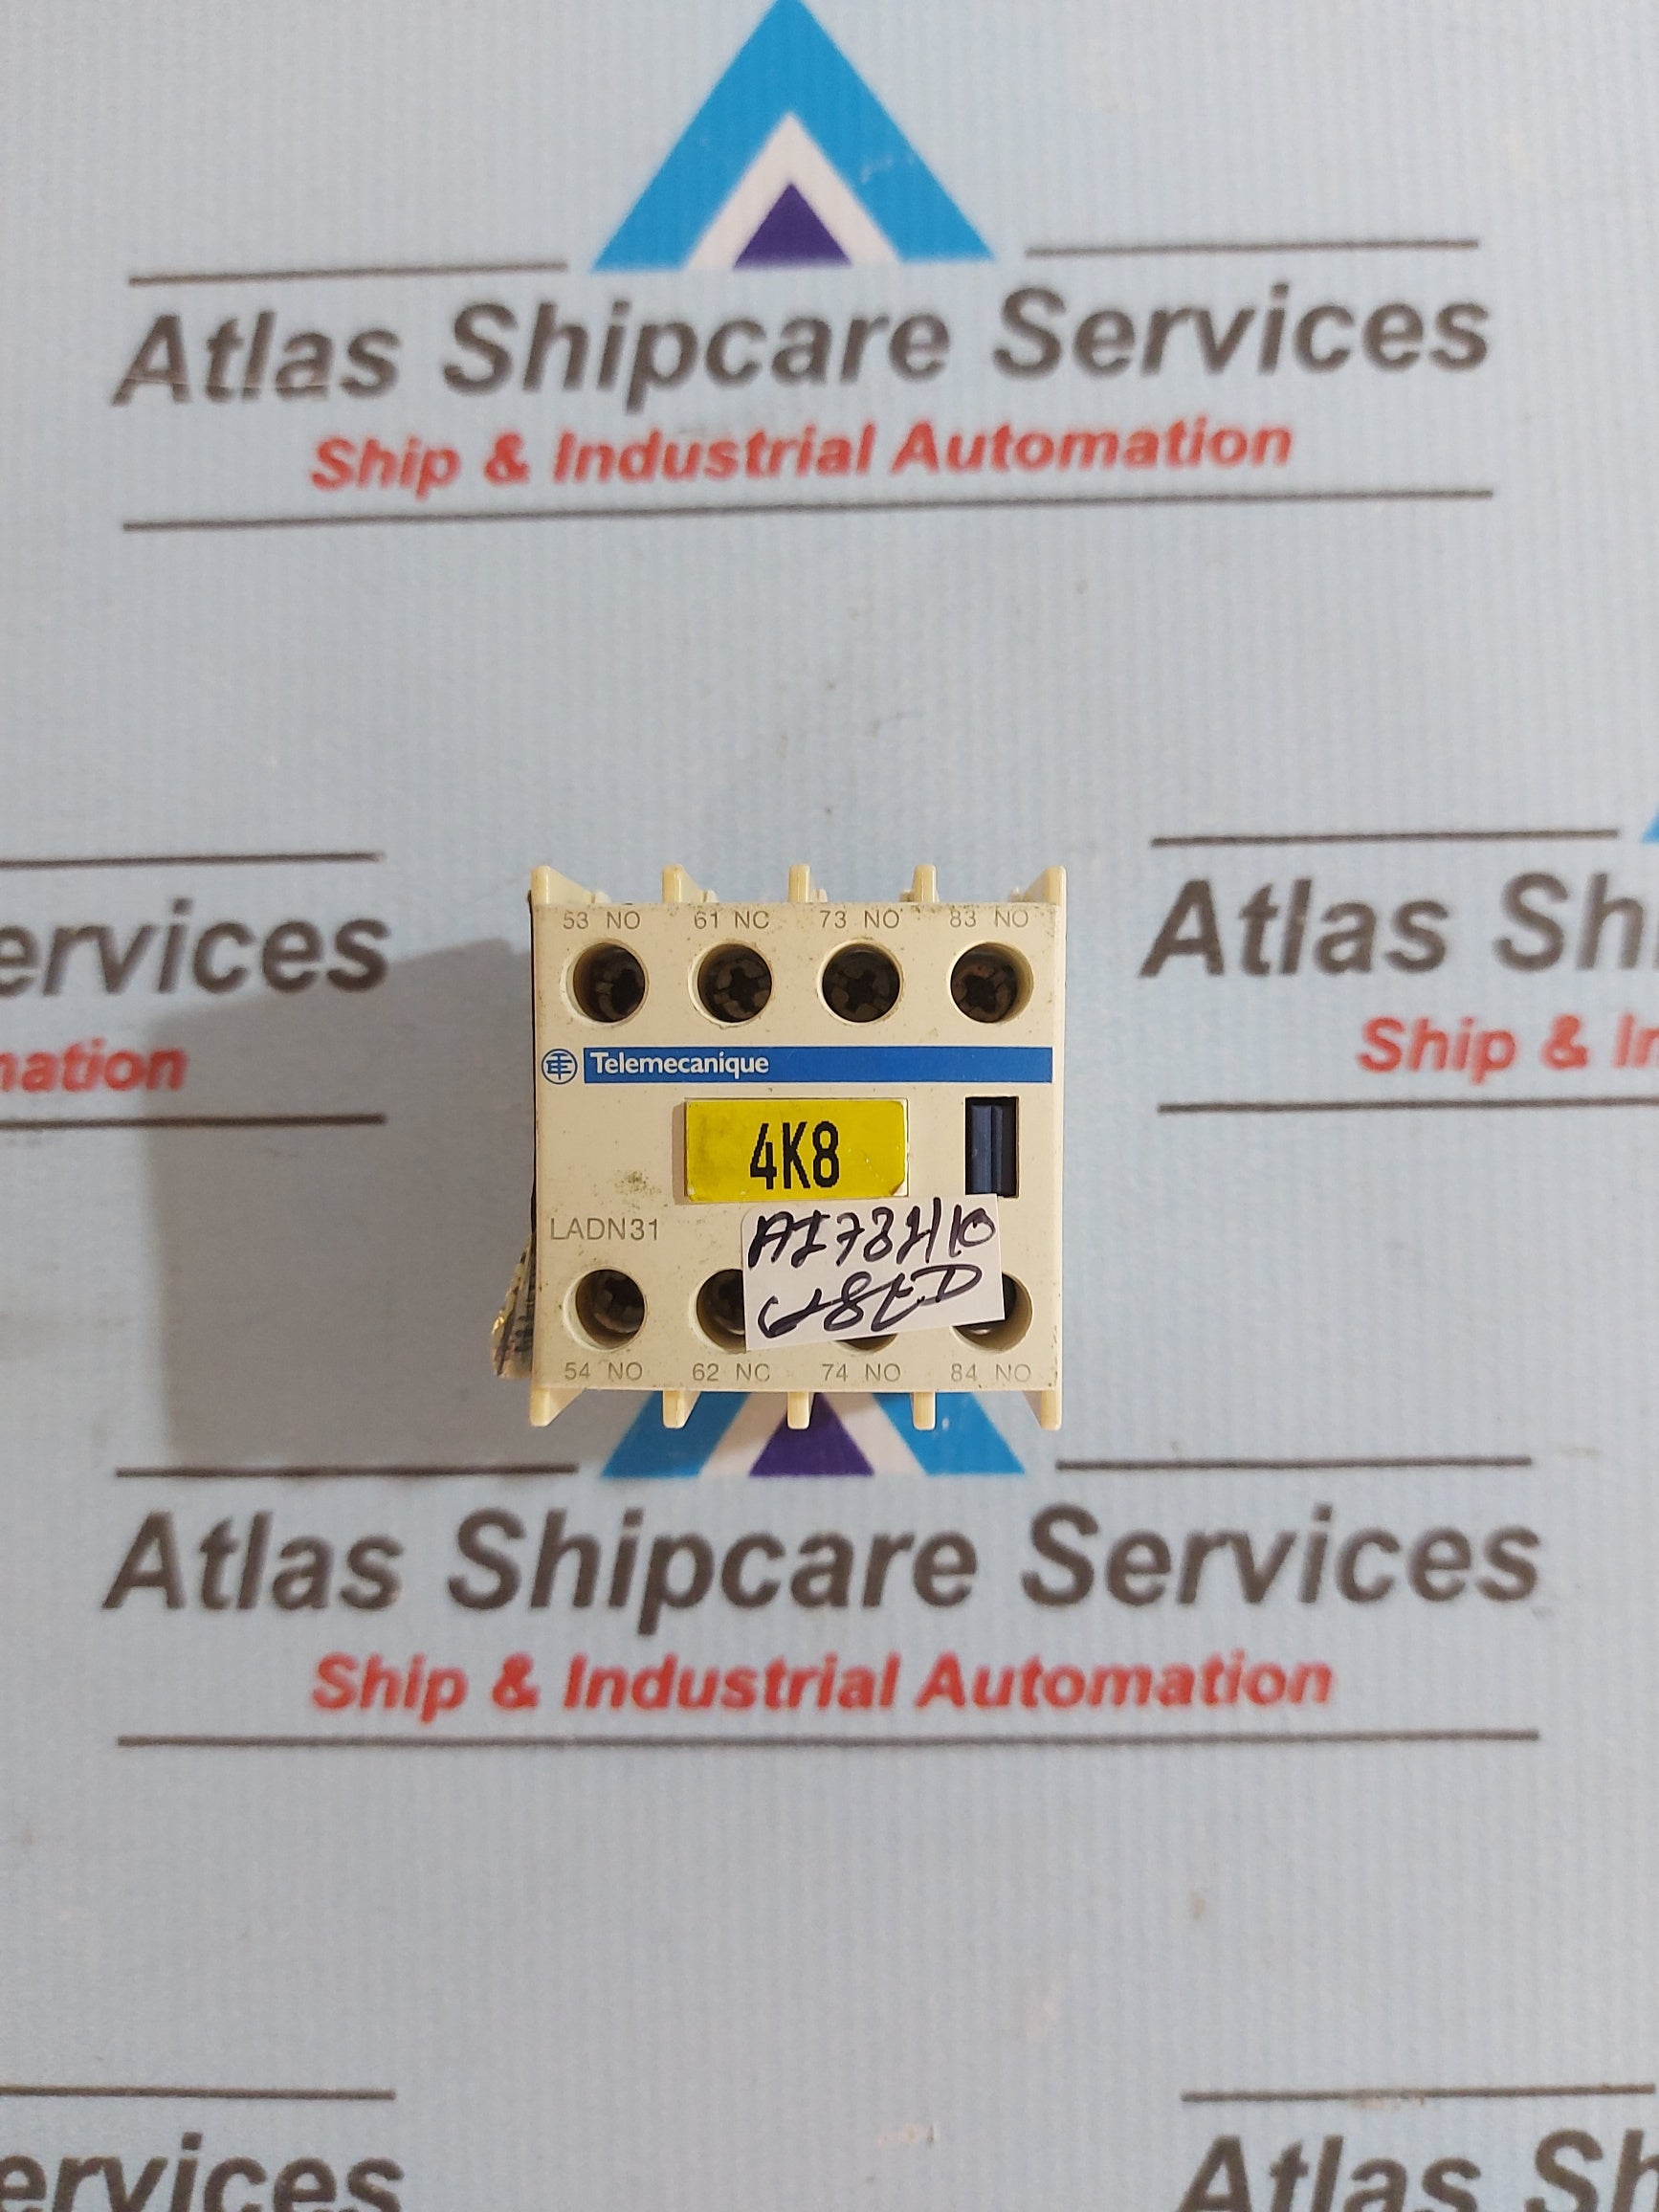 Atlas Shipcare Services
Ship & Industrial Automation
ervices
Atlas Sh
mation
Ship & In
53 NO 61 NC 73 NO 83 NO
Telemecanique
4K8
LADN31
USED
54 NO 62 NC 74 NO 84 NO
Atlas Shipcare Services
Ship & Industrial Automation
ervices
Atlas Sh